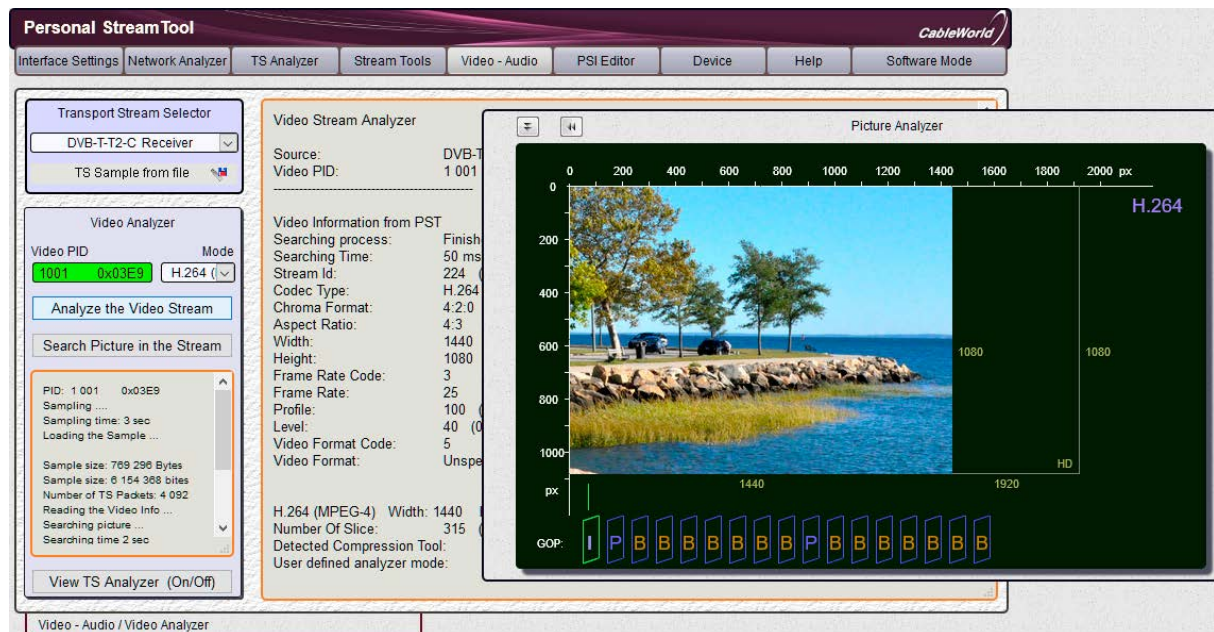 Personal StreamTool
CableWorld
Interface Settings Network Analyzer TS Analyzer Stream Tools Video - Audio PSI Editor Device Help Software Mode
Transport Stream Selector
DVB-T-T2-C Receiver
TS Sample from file
Video Analyzer
Video PID Mode
1001 0x03E9 H.264 (
Analyze the Video Stream
Search Picture in the Stream
PID: 1 001 0x03E9
Sampling ....
Sampling time: 3 sec
Loading the Sample ...
Sample size: 769 296 Bytes
Sample size: 6 154 368 bites
Number of TS Packets: 4 092
Reading the Video Info ...
Searching picture ...
Searching time 2 sec
View TS Analyzer (On/Off)
Video Stream Analyzer
Source: DVB-T
Video PID: 1 001
--------------------------------------------------
Video Information from PST
Searching process: Finish
Searching Time: 50 ms
Stream Id: 224 (
Codec Type: H.264
Chroma Format: 4:2:0
Aspect Ratio: 4:3
Width: 1440
Height: 1080
Frame Rate Code: 3
Frame Rate: 25
Profile: 100 (
Level: 40 (0
Video Format Code: 5
Video Format: Unspe
H.264 (MPEG-4) Width: 1440
Number Of Slice: 315 (
Detected Compression Tool:
User defined analyzer mode:
Picture Analyzer
0 200 400 600 800 1000 1200 1400 1600 1800 2000 px
H.264
0
200
400
600
800
1000
px
1080 1080
HD
1440 1920
GOP: I P B B B B B B B P B B B B B B B
Video - Audio / Video Analyzer